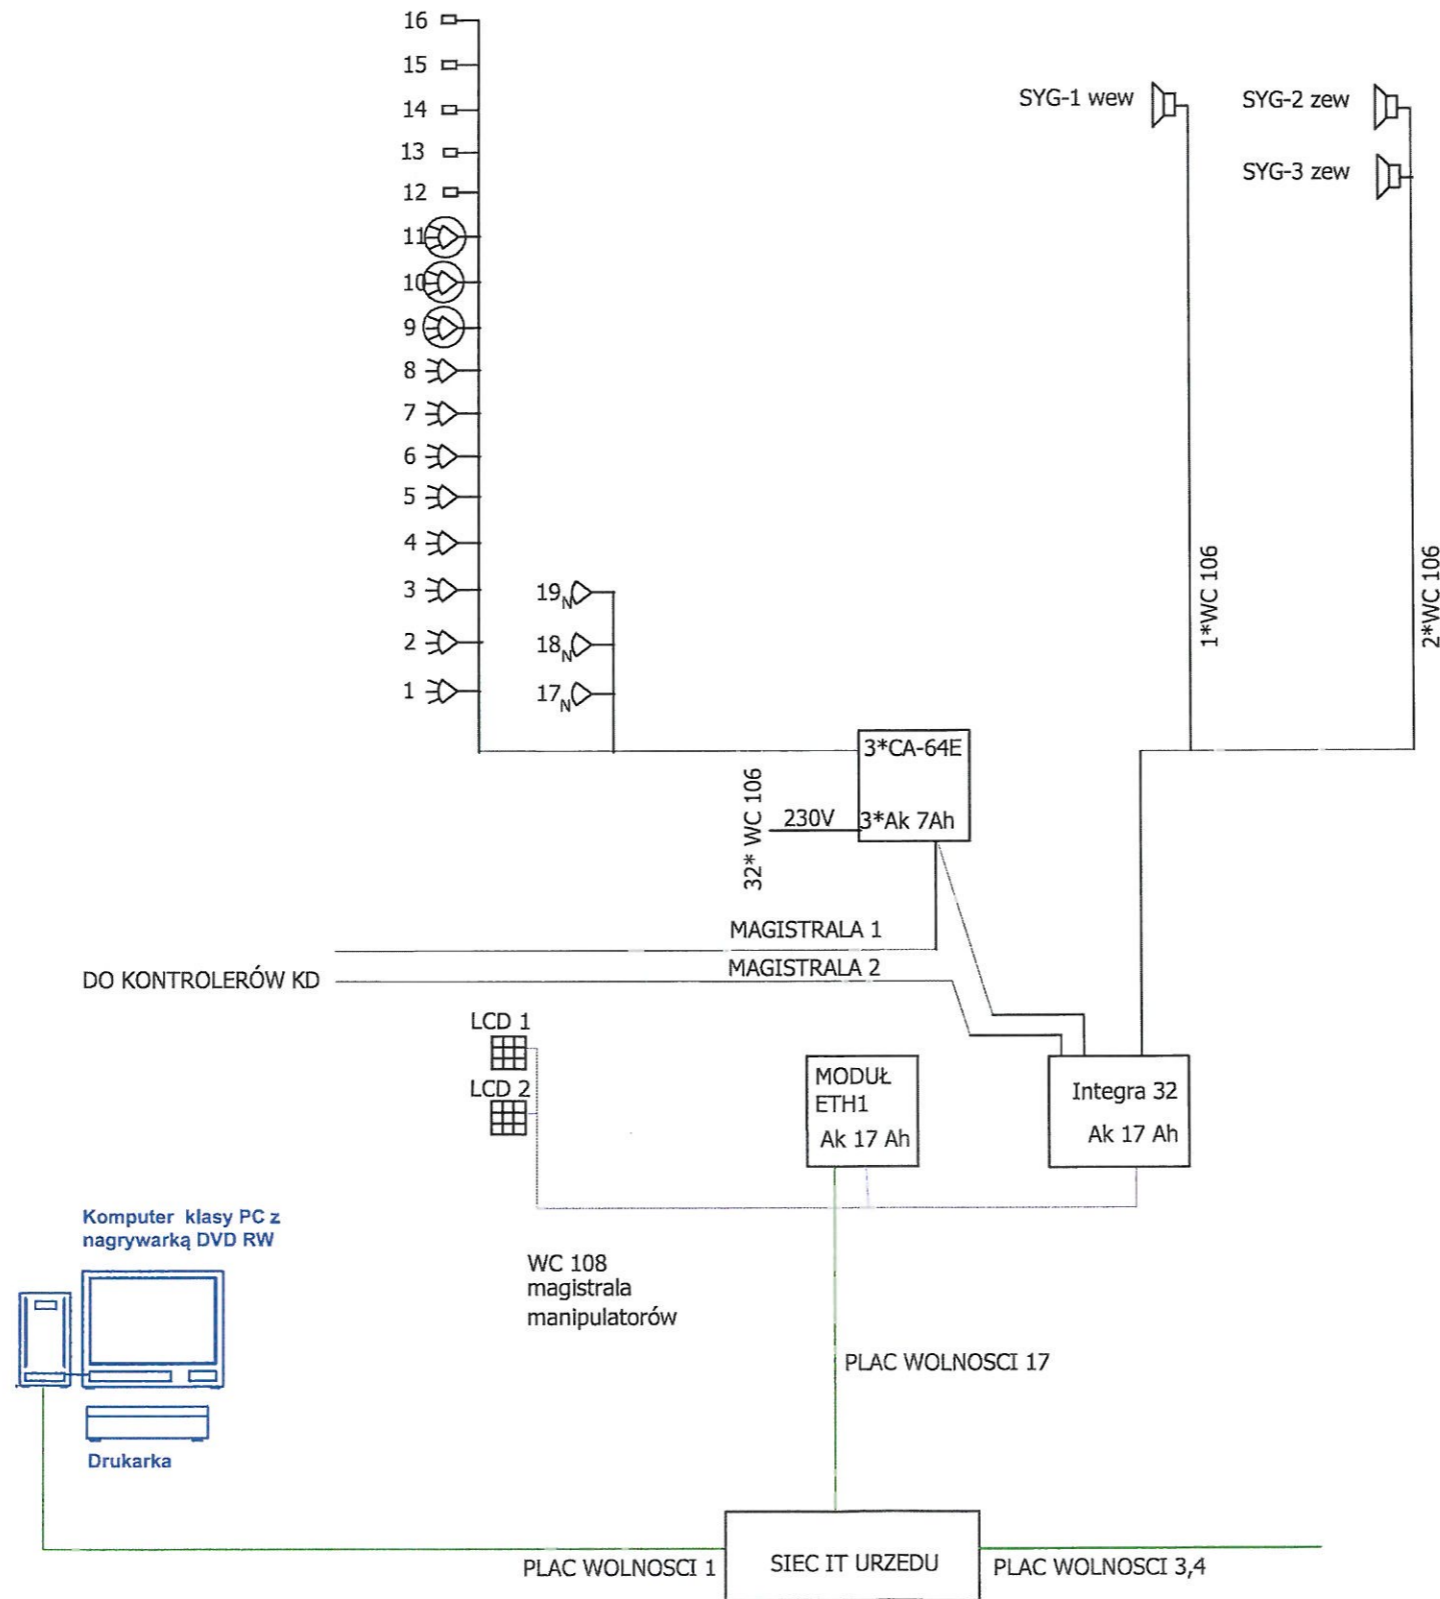 16
15
14
13
12
11
10
9
8
7
6
5
4
3
2
1
19 N
18 N
17 N
SYG-1 wew
SYG-2 zew
SYG-3 zew
1*WC 106
2*WC 106
3*CA-64E
3*Ak 7Ah
230V
32* WC 106
MAGISTRALA 1
MAGISTRALA 2
DO KONTROLERÓW KD
LCD 1
LCD 2
MODUŁ
ETH1
Ak 17 Ah
Integra 32
Ak 17 Ah
Komputer klasy PC z
nagrywarką DVD RW
Drukarka
WC 108
magistrala
manipulatorów
PLAC WOLNOSCI 17
PLAC WOLNOSCI 1
SIEC IT URZEDU
PLAC WOLNOSCI 3,4